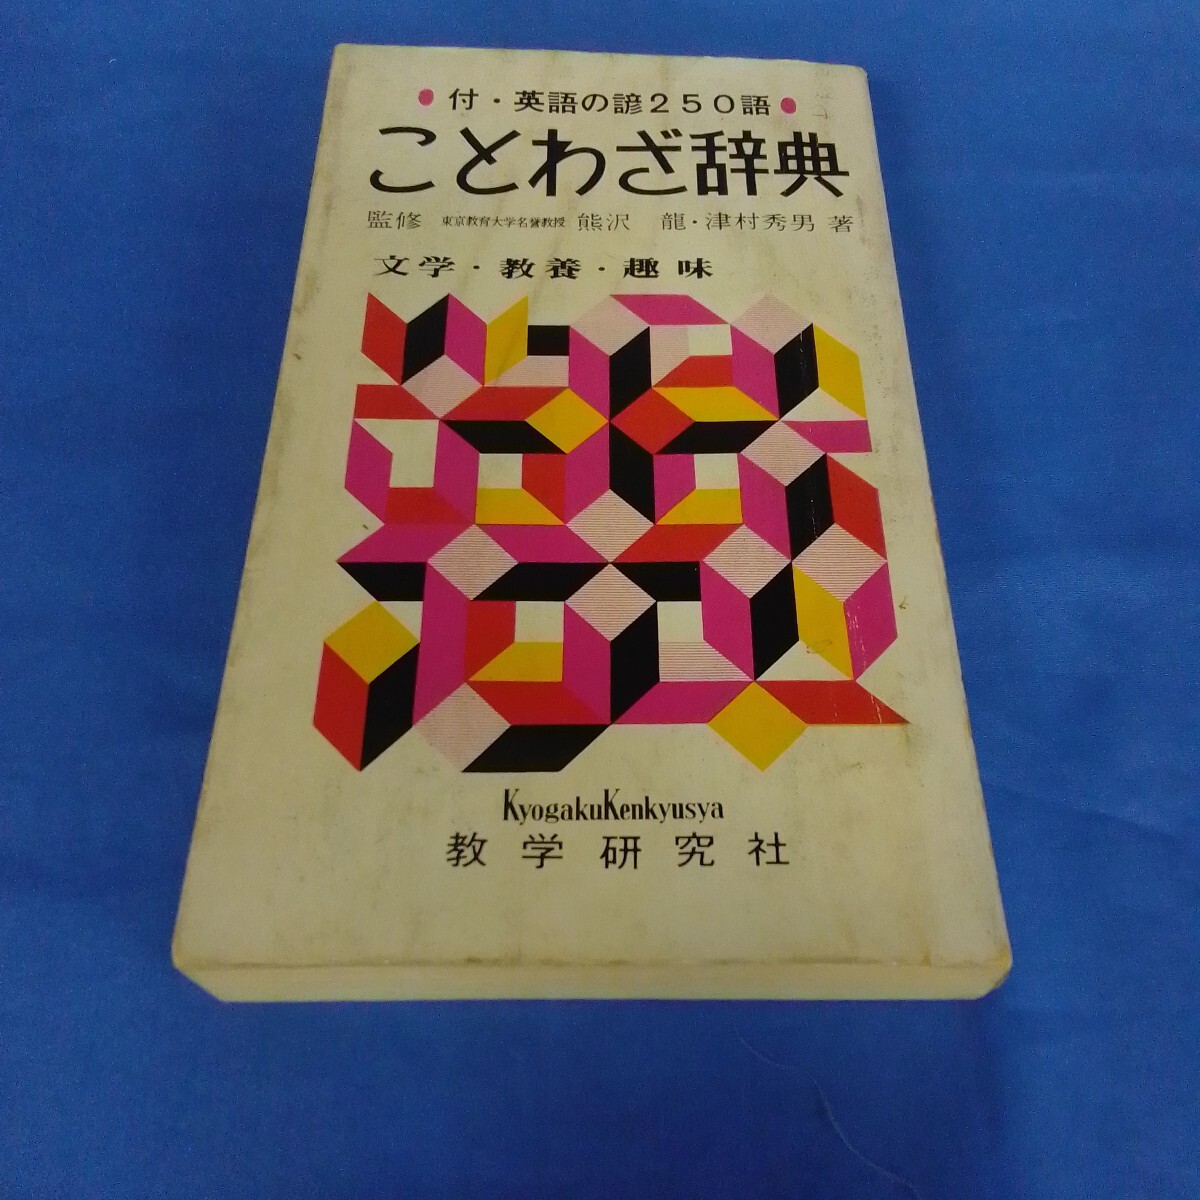 付・英語の諺250語
ことわざ辞典
監修 東京教育大学名誉教授 熊沢 龍・津村秀男 著
文学・教養・趣味
KyogakuKenkyusya
教学研究社